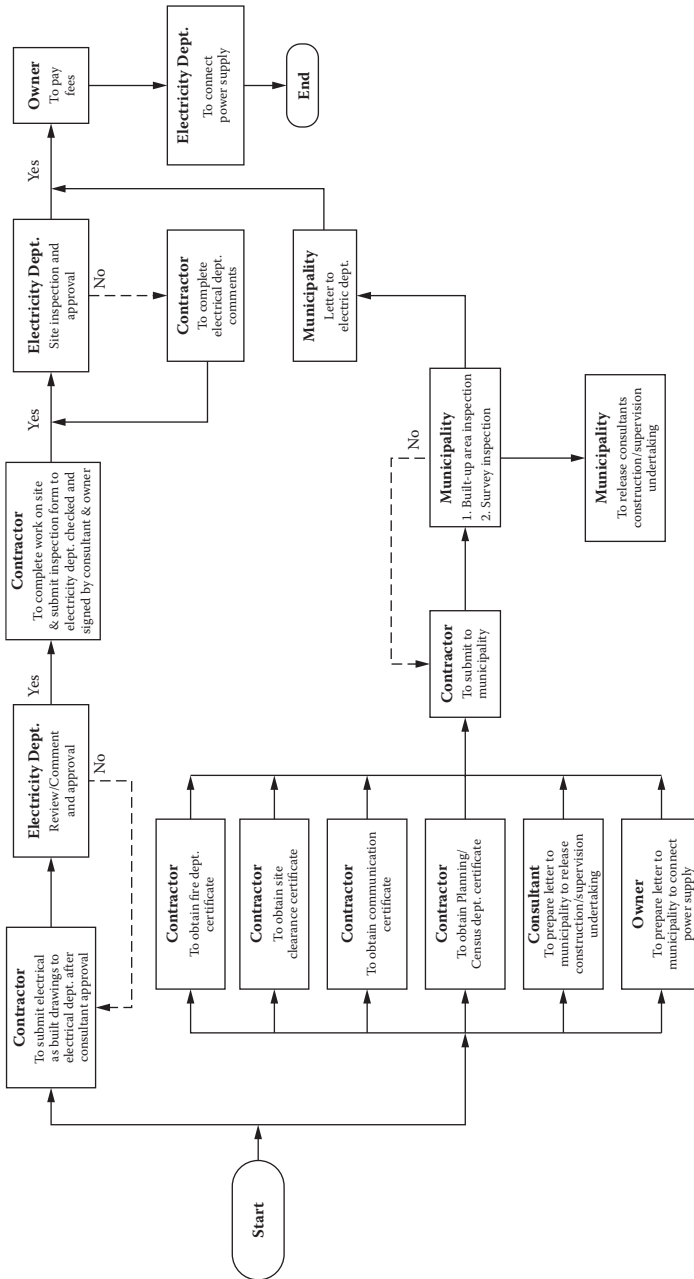 Start
Contractor
To submit electrical
as built drawings to
electrical dept. after
consultant approval
Electricity Dept.
Review/Comment
and approval
No
Yes
Contractor
To complete work on site
& submit inspection form to
electricity dept. checked and
signed by consultant & owner
Yes
Electricity Dept.
Site inspection and
approval
No
Contractor
To complete
electrical dept.
comments
Yes
Owner
To pay
fees
Electricity Dept.
To connect
power supply
End
Contractor
To obtain fire dept.
certificate
Contractor
To obtain site
clearance certificate
Contractor
To obtain communication
certificate
Contractor
To obtain Planning/
Census dept. certificate
Consultant
To prepare letter to
municipality to release
construction/supervision
undertaking
Owner
To prepare letter to
municipality to connect
power supply
Contractor
To submit to
municipality
No
Municipality
1. Built-up area inspection
2. Survey inspection
Municipality
Letter to
electric dept.
Municipality
To release consultants
construction/supervision
undertaking